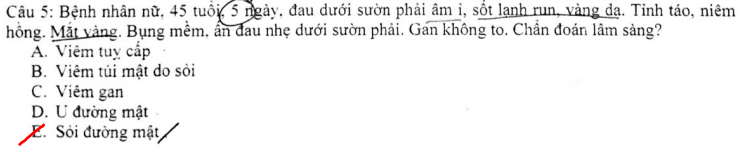 Câu 5: Bệnh nhân nữ, 45 tuổi, 5 ngày, đau dưới sườn phải âm ỉ, sốt lạnh run, vàng da. Tỉnh táo, niêm
hồng. Mắt vàng. Bụng mềm, ấn đau nhẹ dưới sườn phải. Gan không to. Chẩn đoán lâm sàng?
A. Viêm tuỵ cấp
B. Viêm túi mật do sỏi
C. Viêm gan
D. U đường mật
E. Sỏi đường mật